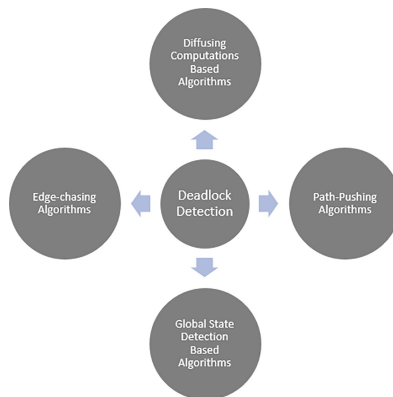 Diffusing
Computations
Based
Algorithms
Edge-chasing
Algorithms
Deadlock
Detection
Path-Pushing
Algorithms
Global State
Detection
Based
Algorithms